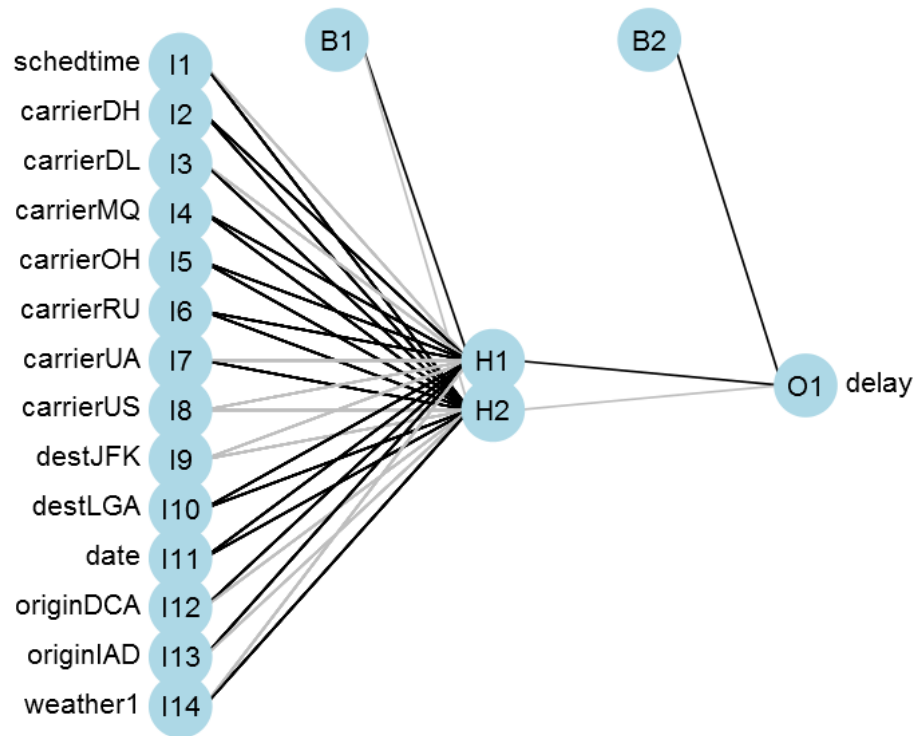 B1 B2
schedtime I1
carrierDH I2
carrierDL I3
carrierMQ I4
carrierOH I5
carrierRU I6
carrierUA I7 H1
O1 delay
carrierUS I8 H2
destJFK I9
destLGA I10
date I11
originDCA I12
originIAD I13
weather1 I14